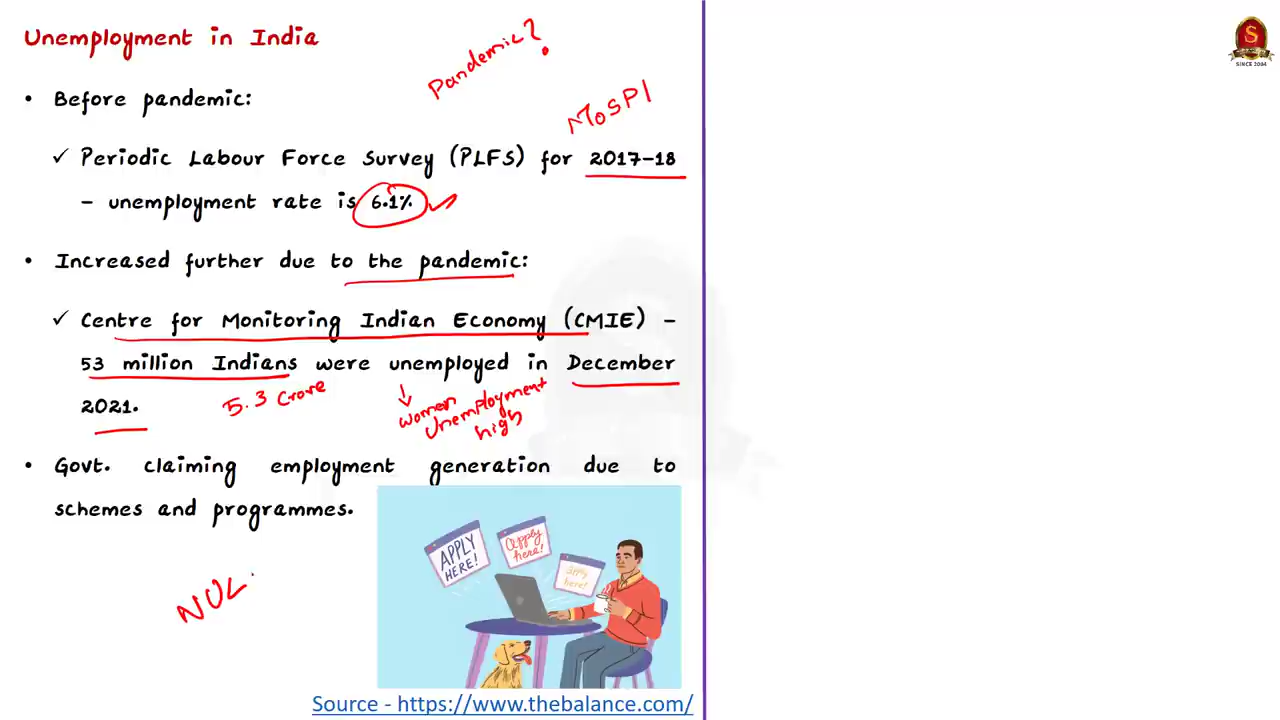 Unemployment in India
Pandemic?
• Before pandemic:
MoSPI
✓ Periodic Labour Force Survey (PLFS) for 2017-18
- unemployment rate is 6.1%
• Increased further due to the pandemic:
✓ Centre for Monitoring Indian Economy (CMIE) -
53 million Indians were unemployed in December
2021.
5.3 Crore
women
Unemployment
high
• Govt. claiming employment generation due to
schemes and programmes.
APPLY
HERE!
Apply
here!
Apply
here!
NUL
Source - https://www.thebalance.com/
S
SINCE 2004